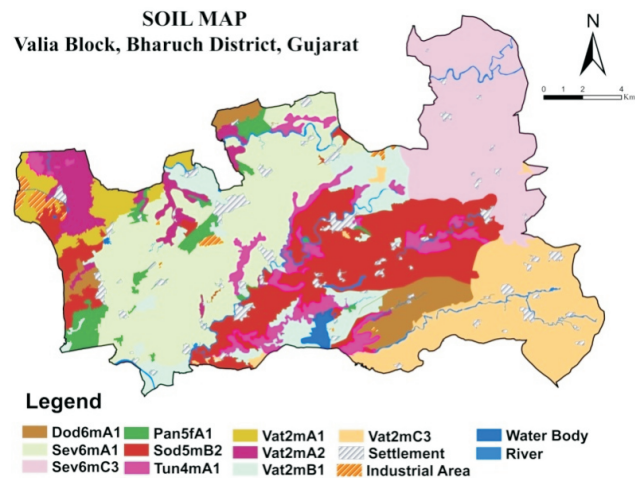 SOIL MAP
Valia Block, Bharuch District, Gujarat
N
0 2 4 Km
Legend
Dod6mA1 Pan5fA1 Vat2mA1 Vat2mC3 Water Body
Sev6mA1 Sod5mB2 Vat2mA2 Settlement River
Sev6mC3 Tun4mA1 Vat2mB1 Industrial Area